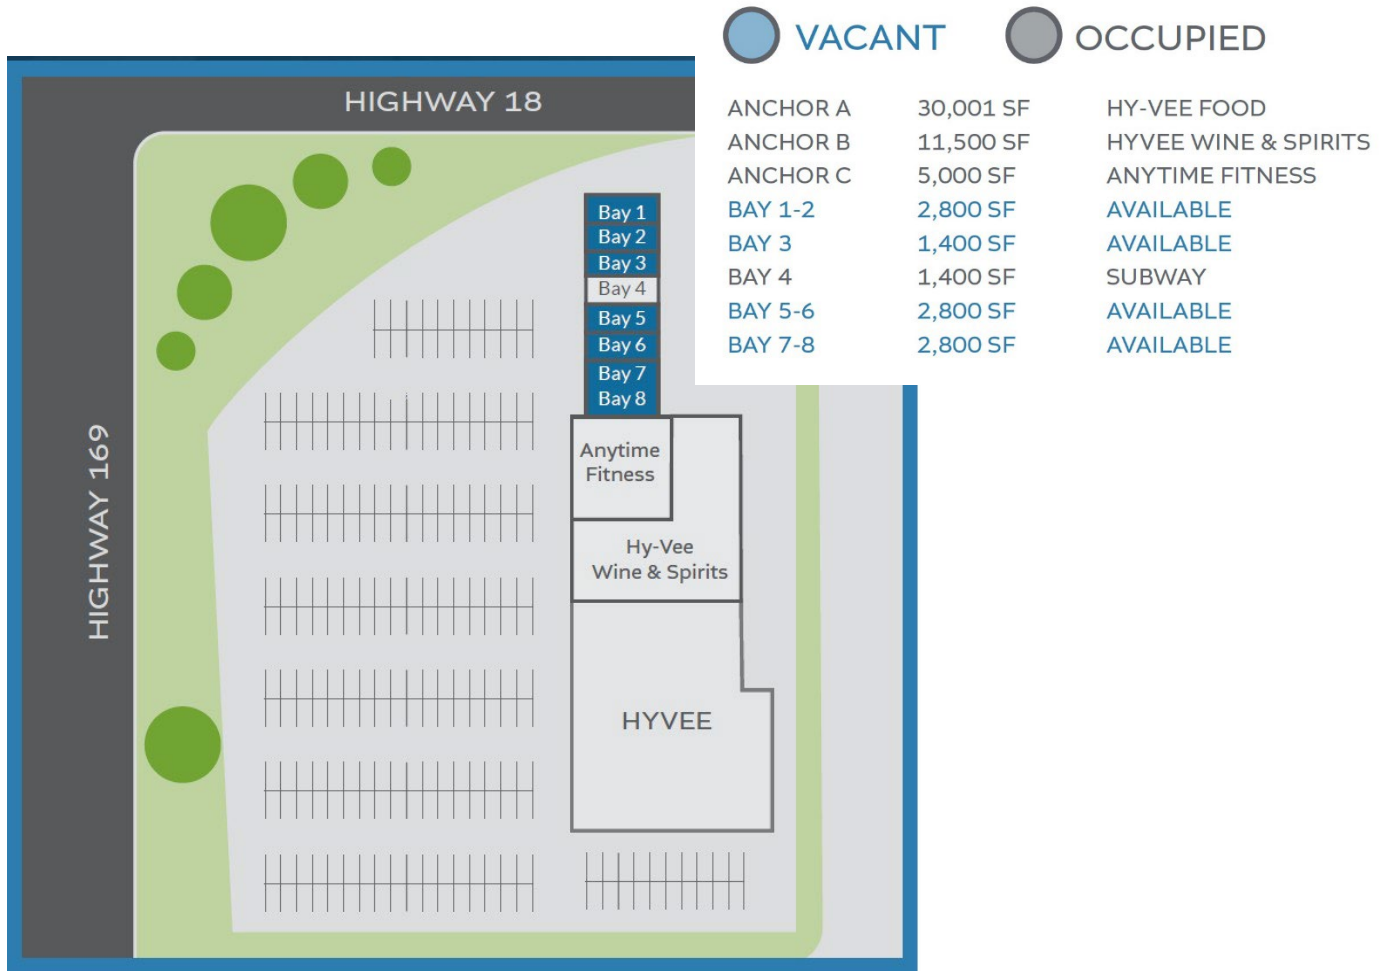 VACANT OCCUPIED
ANCHOR A 30,001 SF HY-VEE FOOD
ANCHOR B 11,500 SF HYVEE WINE & SPIRITS
ANCHOR C 5,000 SF ANYTIME FITNESS
BAY 1-2 2,800 SF AVAILABLE
BAY 3 1,400 SF AVAILABLE
BAY 4 1,400 SF SUBWAY
BAY 5-6 2,800 SF AVAILABLE
BAY 7-8 2,800 SF AVAILABLE
HIGHWAY 18
HIGHWAY 169
Bay 1
Bay 2
Bay 3
Bay 4
Bay 5
Bay 6
Bay 7
Bay 8
Anytime
Fitness
Hy-Vee
Wine & Spirits
HYVEE